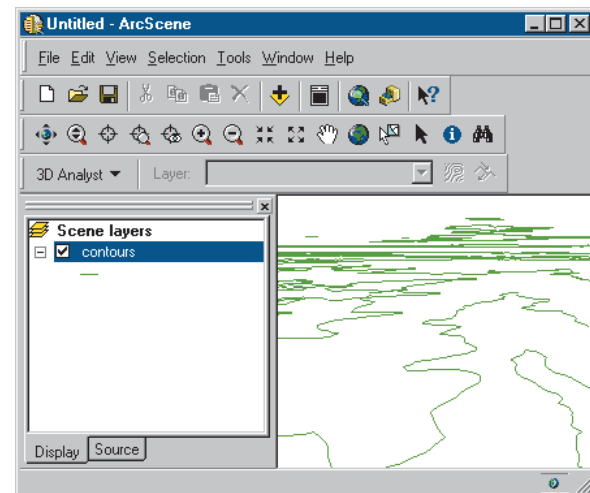 Untitled - ArcScene
File Edit View Selection Tools Window Help
3D Analyst Layer:
Scene layers
contours
Display Source